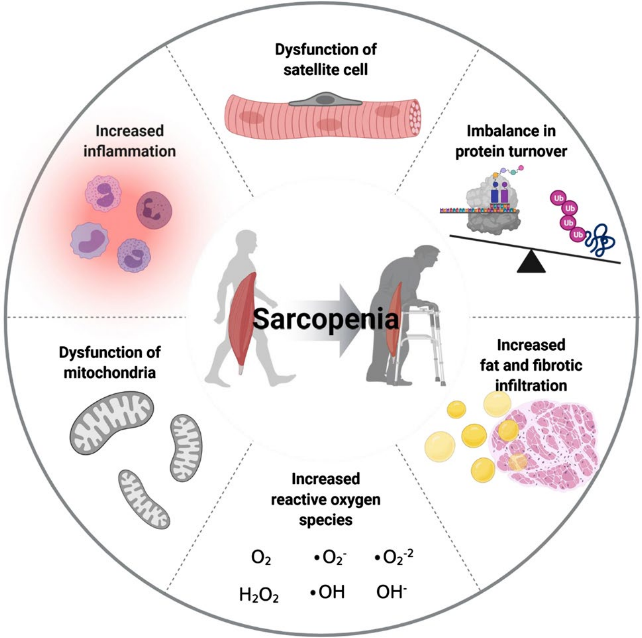 Dysfunction of
satellite cell
Increased
inflammation
Imbalance in
protein turnover
Ub
Ub
Ub
Ub
Sarcopenia
Dysfunction of
mitochondria
Increased
fat and fibrotic
infiltration
Increased
reactive oxygen
species
O₂ •O₂⁻ •O₂⁻²
H₂O₂ •OH OH⁻